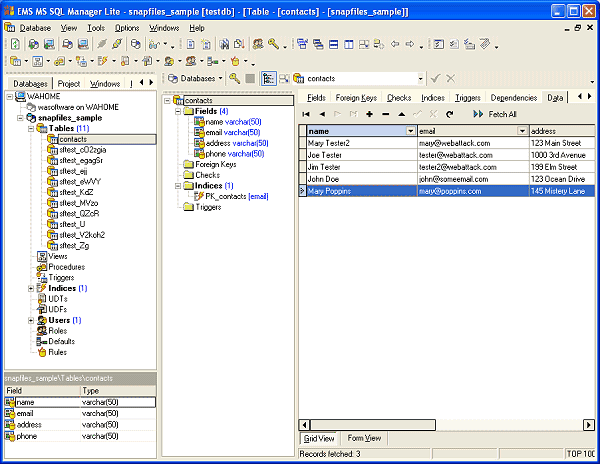 EMS MS SQL Manager Lite - snapfiles_sample [testdb] - [Table - [contacts] - [snapfiles_sample]]
Database View Tools Options Windows Help
Databases Project Windows
WAHOME
wacoftware on WAHOME
snapfiles_sample
Tables (11)
contacts
sftest_cO2zgia
sftest_egagSr
sftest_ejj
sftest_eWVY
sftest_KdZ
sftest_MVzo
sftest_QZcR
sftest_U
sftest_V2koh2
sftest_Zg
Views
Procedures
Triggers
Indices (1)
UDTs
UDFs
Users (1)
Roles
Defaults
Rules
snapfiles_sample\Tables\contacts
Field Type
name varchar(50)
email varchar(50)
address varchar(50)
phone varchar(50)
Databases contacts
contacts
Fields (4)
name varchar(50)
email varchar(50)
address varchar(50)
phone varchar(50)
Foreign Keys
Checks
Indices (1)
PK_contacts [email]
Triggers
Fields Foreign Keys Checks Indices Triggers Dependencies Data
Fetch All
name email address
Mary Tester2 mary@webattack.com 123 Main Street
Joe Tester tester@webattack.com 1000 3rd Avenue
Jim Tester tester2@webattack.com 199 Elm Street
John Doe john@someemail.com 123 Ocean Drive
Mary Poppins mary@poppins.com 145 Mistery Lane
Grid View Form View
Records fetched: 3 TOP 100